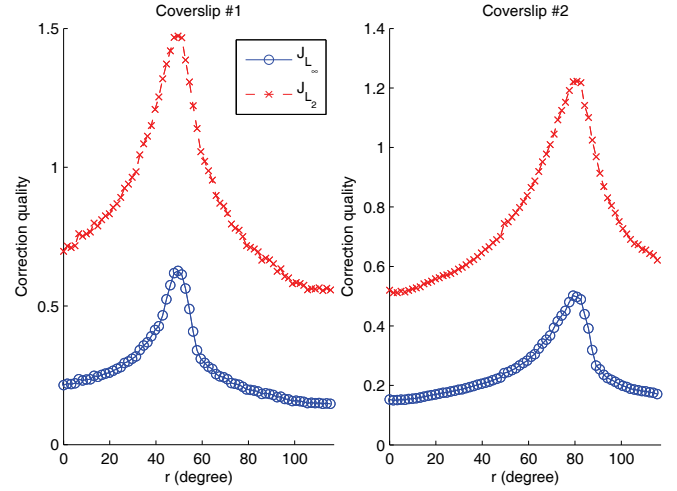 Coverslip #1
Correction quality
1.5
1
0.5
0
0 20 40 60 80 100
r (degree)
J_{L_∞}
J_{L_2}
Coverslip #2
Correction quality
1.4
1.2
1
0.8
0.6
0.4
0.2
0
0 20 40 60 80 100
r (degree)